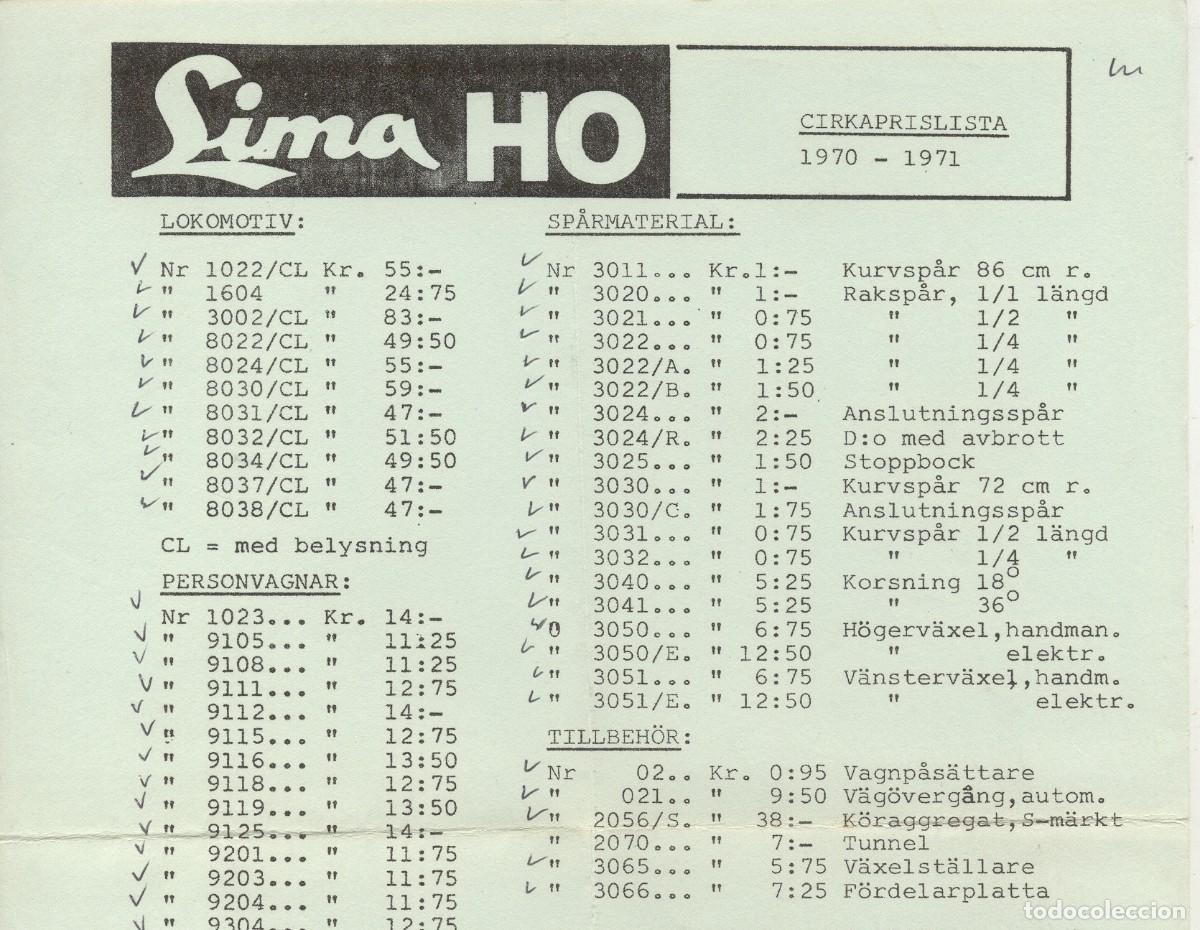 Lima HO
CIRKAPRISLISTA
1970 - 1971
LOKOMOTIV:
Nr 1022/CL Kr. 55:-
" 1604 " 24:75
" 3002/CL " 83:-
" 8022/CL " 49:50
" 8024/CL " 55:-
" 8030/CL " 59:-
" 8031/CL " 47:-
" 8032/CL " 51:50
" 8034/CL " 49:50
" 8037/CL " 47:-
" 8038/CL " 47:-
CL = med belysning
PERSONVAGNAR:
Nr 1023... Kr. 14:-
" 9105... " 11:25
" 9108... " 11:25
" 9111... " 12:75
" 9112... " 14:-
" 9115... " 12:75
" 9116... " 13:50
" 9118... " 12:75
" 9119... " 13:50
" 9125... " 14:-
" 9201... " 11:75
" 9203... " 11:75
" 9204... " 11:75
" 9304... " 12:75
SPÅRMATERIAL:
Nr 3011... Kr.1:- Kurvspår 86 cm r.
" 3020... " 1:- Rakspår, 1/1 längd
" 3021... " 0:75 " 1/2 "
" 3022... " 0:75 " 1/4 "
" 3022/A. " 1:25 " 1/4 "
" 3022/B. " 1:50 " 1/4 "
" 3024... " 2:- Anslutningsspår
" 3024/R. " 2:25 D:o med avbrott
" 3025... " 1:50 Stoppbock
" 3030... " 1:- Kurvspår 72 cm r.
" 3030/C. " 1:75 Anslutningsspår
" 3031... " 0:75 Kurvspår 1/2 längd
" 3032... " 0:75 " 1/4 "
" 3040... " 5:25 Korsning 18°
" 3041... " 5:25 " 36°
0 3050... " 6:75 Högerväxel,handman.
" 3050/E. " 12:50 " elektr.
" 3051... " 6:75 Vänsterväxel,handm.
" 3051/E. " 12:50 " elektr.
TILLBEHÖR:
Nr 02.. Kr. 0:95 Vagnpåsättare
" 021.. " 9:50 Vägövergång,autom.
" 2056/S. " 38:- Köraggregat,S-märkt
" 2070... " 7:- Tunnel
" 3065... " 5:75 Växelställare
" 3066... " 7:25 Fördelarplatta
todocoleccion